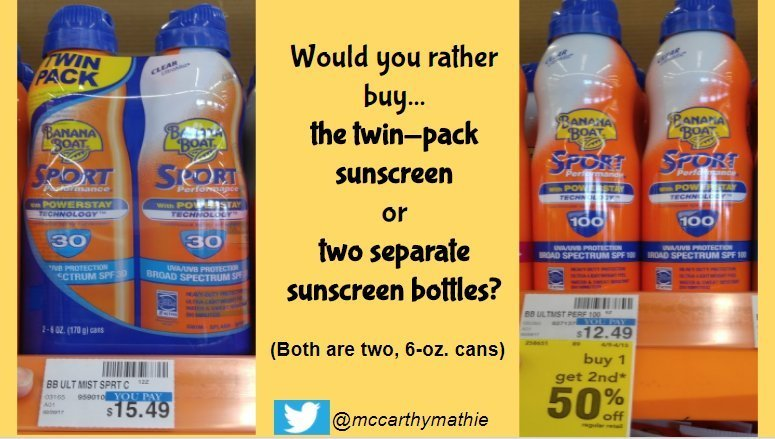 TWIN
PACK
CLEAR
BANANA
BOAT
SPORT
Performance
With POWERSTAY
TECHNOLOGY
30
UVA/UVB PROTECTION
BROAD SPECTRUM SPF 30
2 - 6 OZ. (170 g) cans
CLEAR
BANANA
BOAT
SPORT
Performance
With POWERSTAY
TECHNOLOGY
30
UVA/UVB PROTECTION
BROAD SPECTRUM SPF
BB ULT MIST SPRT C 12Z
YOU PAY
$15.49
Would you rather
buy...
the twin-pack
sunscreen
or
two separate
sunscreen bottles?
(Both are two, 6-oz. cans)
@mccarthymathie
BANANA
BOAT
SPORT
Performance
With POWERSTAY
TECHNOLOGY
100
UVA/UVB PROTECTION
BROAD SPECTRUM SPF 100
BANANA
BOAT
SPORT
Performance
With POWERSTAY
TECHNOLOGY
100
UVA/UVB PROTECTION
BROAD SPECTRUM SPF 100
BB ULTMST PERF 100
YOU PAY
$12.49
buy 1
get 2nd*
50% off
regular retail